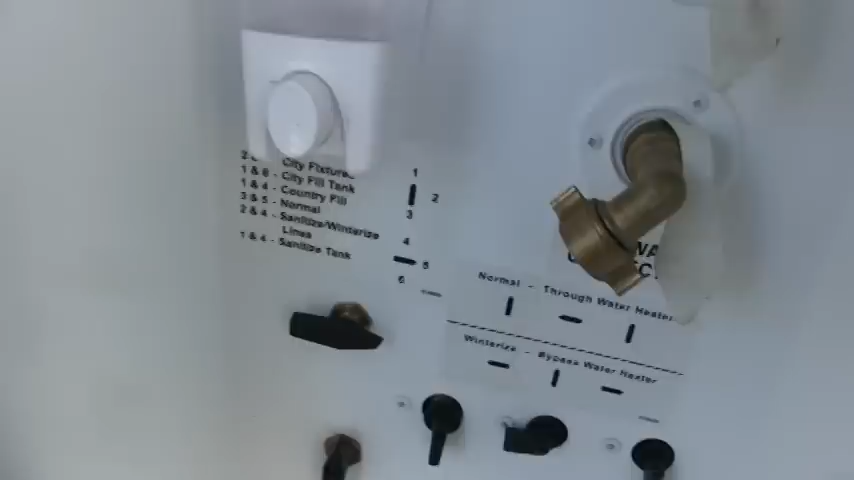 City Fixtures
1 & 6 - City Fill Tank
1 & 4 - Country Fill
3 & 5 - Normal
2 & 4 - Sanitize/Winterize
Lines
1 & 4 - Sanitize Tank
1
2
3
4
5
6
Normal - Through Water Heater
Winterize - Bypass Water Heater